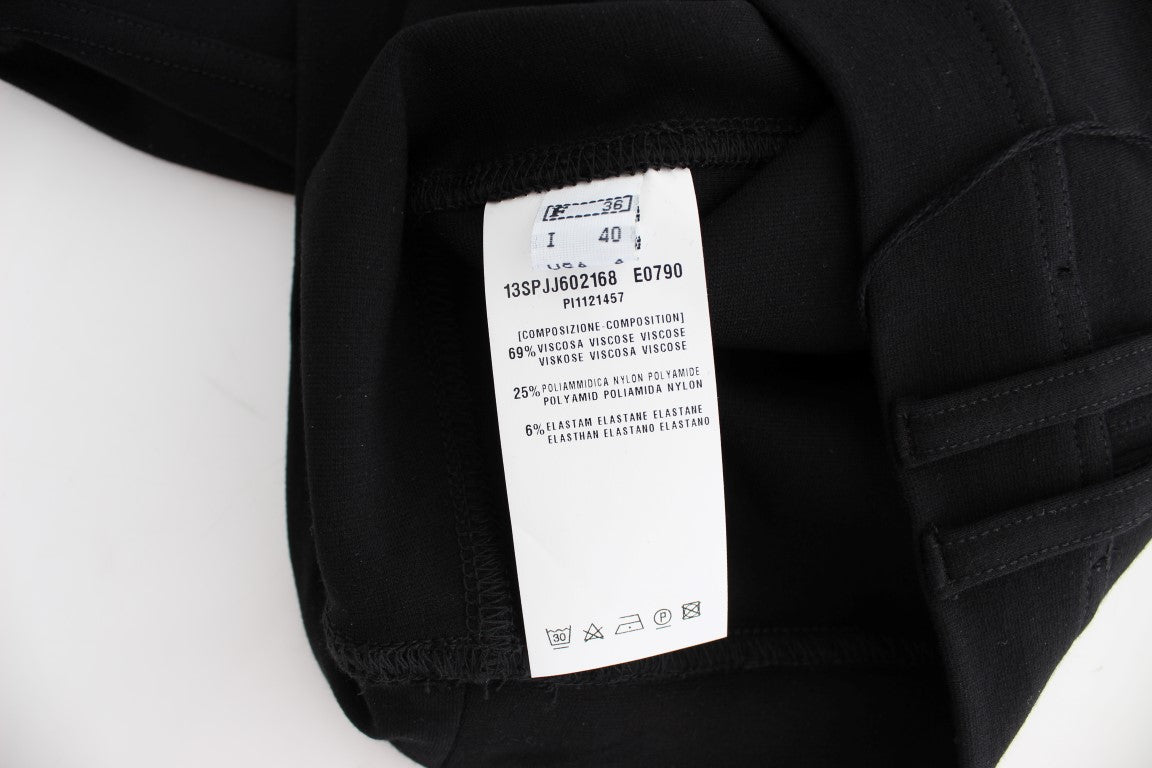 F 36
I 40
USA
13SPJJ602168 E0790
PI1121457
[COMPOSIZIONE-COMPOSITION]
69% VISCOSA VISCOSE VISCOSE
VISKOSE VISCOSA VISCOSE
25% POLIAMMIDICA NYLON POLYAMIDE
POLYAMID POLIAMIDA NYLON
6% ELASTAM ELASTANE ELASTANE
ELASTHAN ELASTANO ELASTANO
30 P